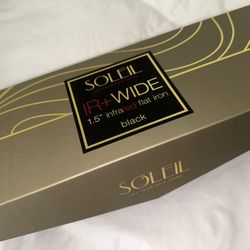 SOLEIL
IR+WIDE
1.5" infrared flat iron
black
SOLEIL